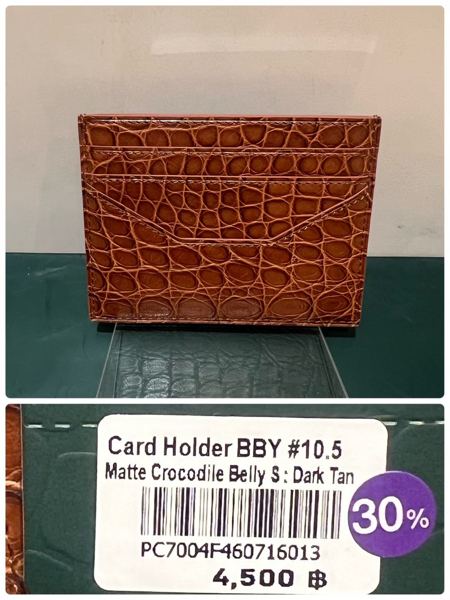 Card Holder BBY #10.5
Matte Crocodile Belly S : Dark Tan
30%
PC7004F460716013
4,500 ฿